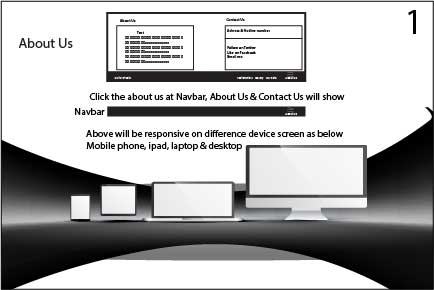 1
About Us
About Us
Text
Contact Us
Adress & Hotline number
Follow on Twitter
Like on Facebook
Email me
Click the about us at Navbar, About Us & Contact Us will show
Navbar
Above will be responsive on difference device screen as below
Mobile phone, ipad, laptop & desktop